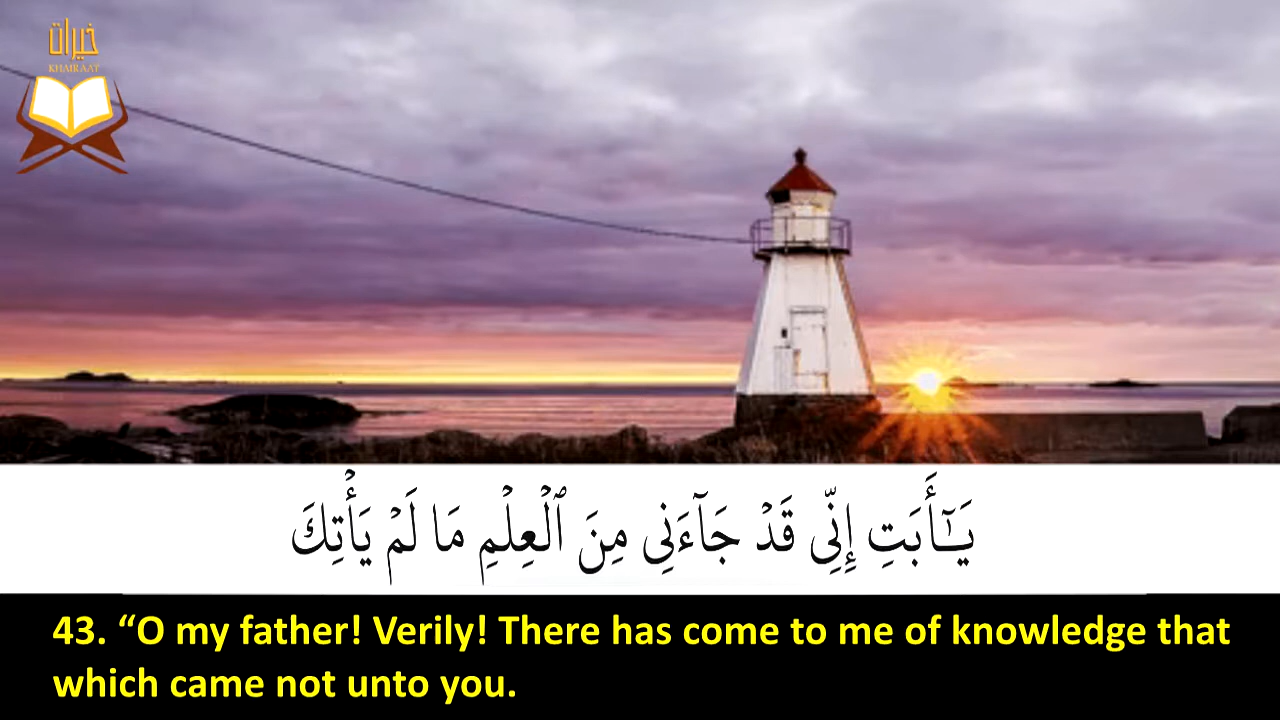 خيرات
KHAIRAAT
يَـٰٓأَبَتِ إِنِّى قَدْ جَآءَنِى مِنَ ٱلْعِلْمِ مَا لَمْ يَأْتِكَ
43. “O my father! Verily! There has come to me of knowledge that
which came not unto you.